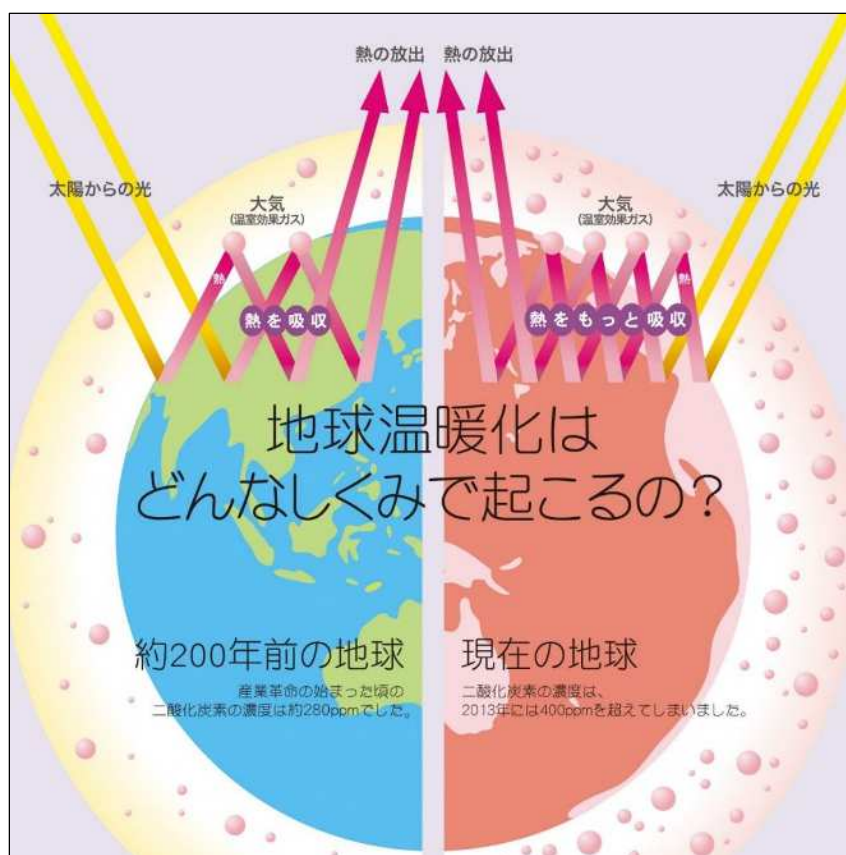 熱の放出
熱の放出
太陽からの光
大気
(温室効果ガス)
熱
熱を吸収
太陽からの光
大気
(温室効果ガス)
熱
熱をもっと吸収
地球温暖化は
どんなしくみで起こるの？
約200年前の地球
産業革命の始まった頃の
二酸化炭素の濃度は約280ppmでした。
現在の地球
二酸化炭素の濃度は、
2013年には400ppmを超えてしまいました。